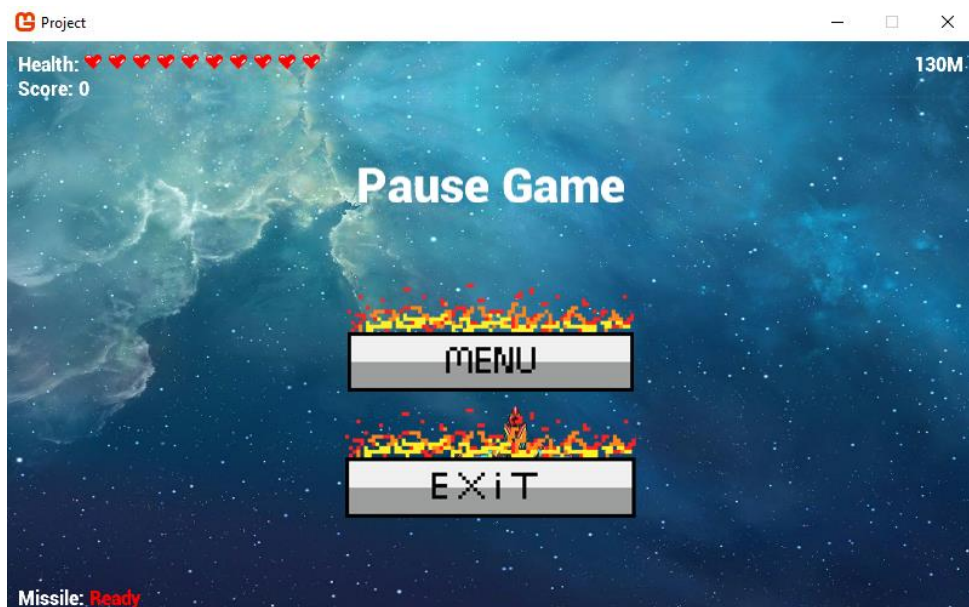 Project
Health:
130M
Score: 0
Pause Game
MENU
EXiT
Missile: Ready